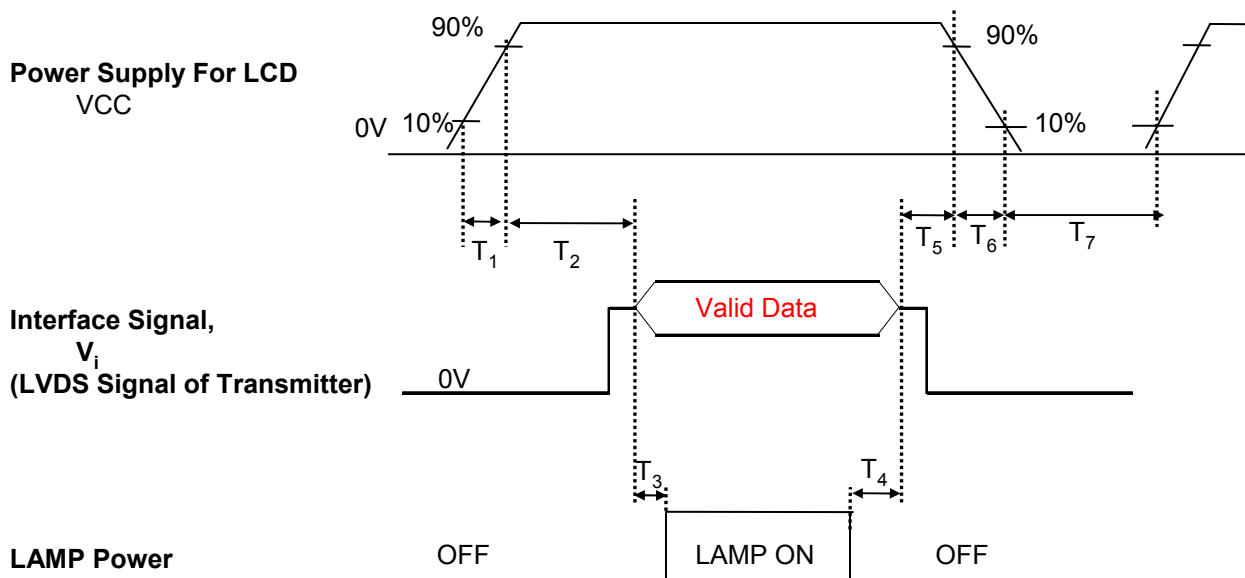 90%
90%
Power Supply For LCD
VCC
0V
10%
10%
T1
T2
T5
T6
T7
Valid Data
Interface Signal,
Vi
(LVDS Signal of Transmitter)
0V
T3
T4
LAMP Power
OFF
LAMP ON
OFF